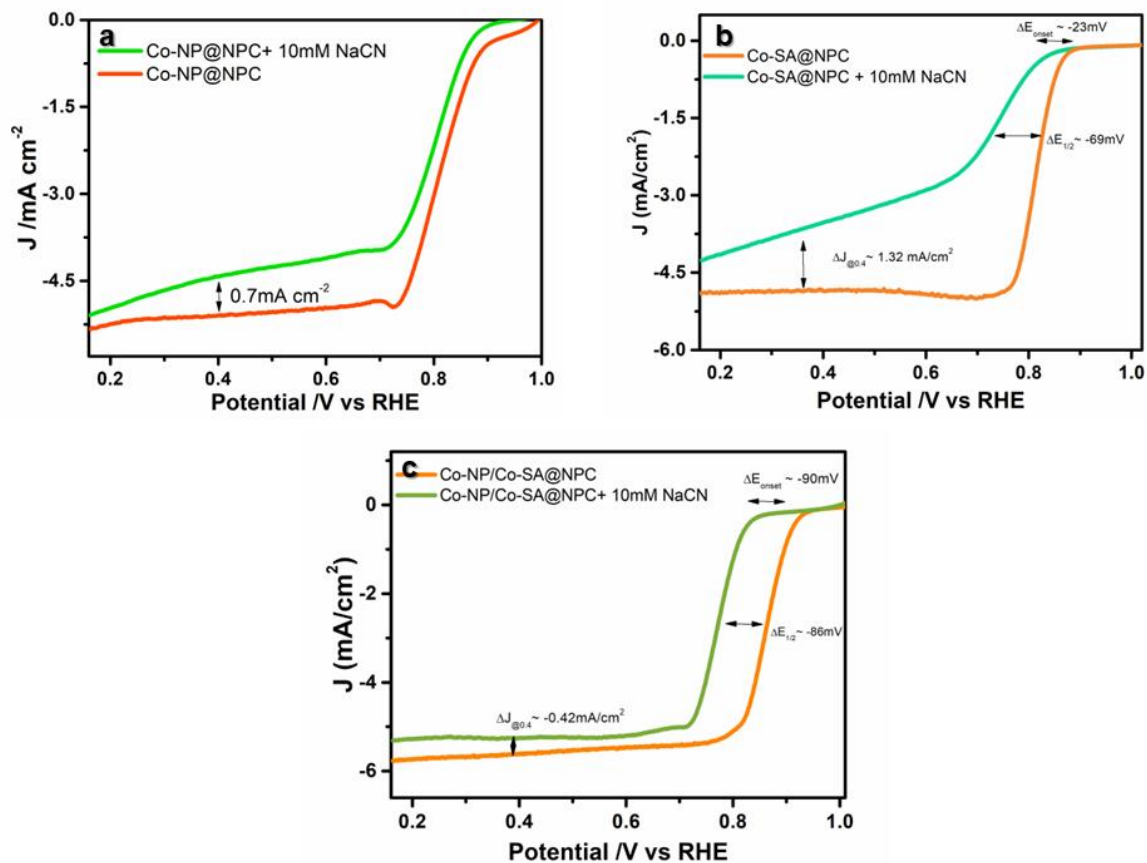 a
Co-NP@NPC+ 10mM NaCN
Co-NP@NPC
0.7mA cm⁻²
J /mA cm⁻²
0.0
-1.5
-3.0
-4.5
0.2 0.4 0.6 0.8 1.0
Potential /V vs RHE
b
ΔE_onset ~ -23mV
Co-SA@NPC
Co-SA@NPC + 10mM NaCN
ΔE_1/2 ~ -69mV
ΔJ_@0.4 ~ 1.32 mA/cm²
J (mA/cm²)
0.0
-1.5
-3.0
-4.5
-6.0
0.2 0.4 0.6 0.8 1.0
Potential /V vs RHE
c
Co-NP/Co-SA@NPC
Co-NP/Co-SA@NPC+ 10mM NaCN
ΔE_onset ~ -90mV
ΔE_1/2 ~ -86mV
ΔJ_@0.4 ~ -0.42mA/cm²
J (mA/cm²)
0
-2
-4
-6
0.2 0.4 0.6 0.8 1.0
Potential /V vs RHE